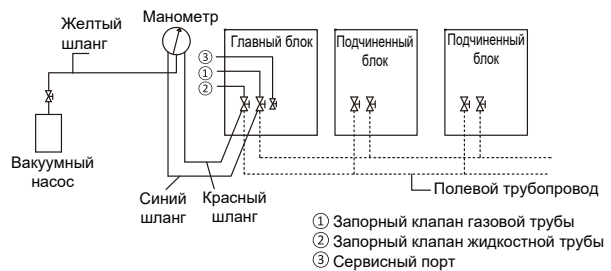 Желтый
шланг
Манометр
Главный блок
Подчиненный
блок
Подчиненный
блок
③
①
②
Вакуумный
насос
Синий
шланг
Красный
шланг
Полевой трубопровод
① Запорный клапан газовой трубы
② Запорный клапан жидкостной трубы
③ Сервисный порт